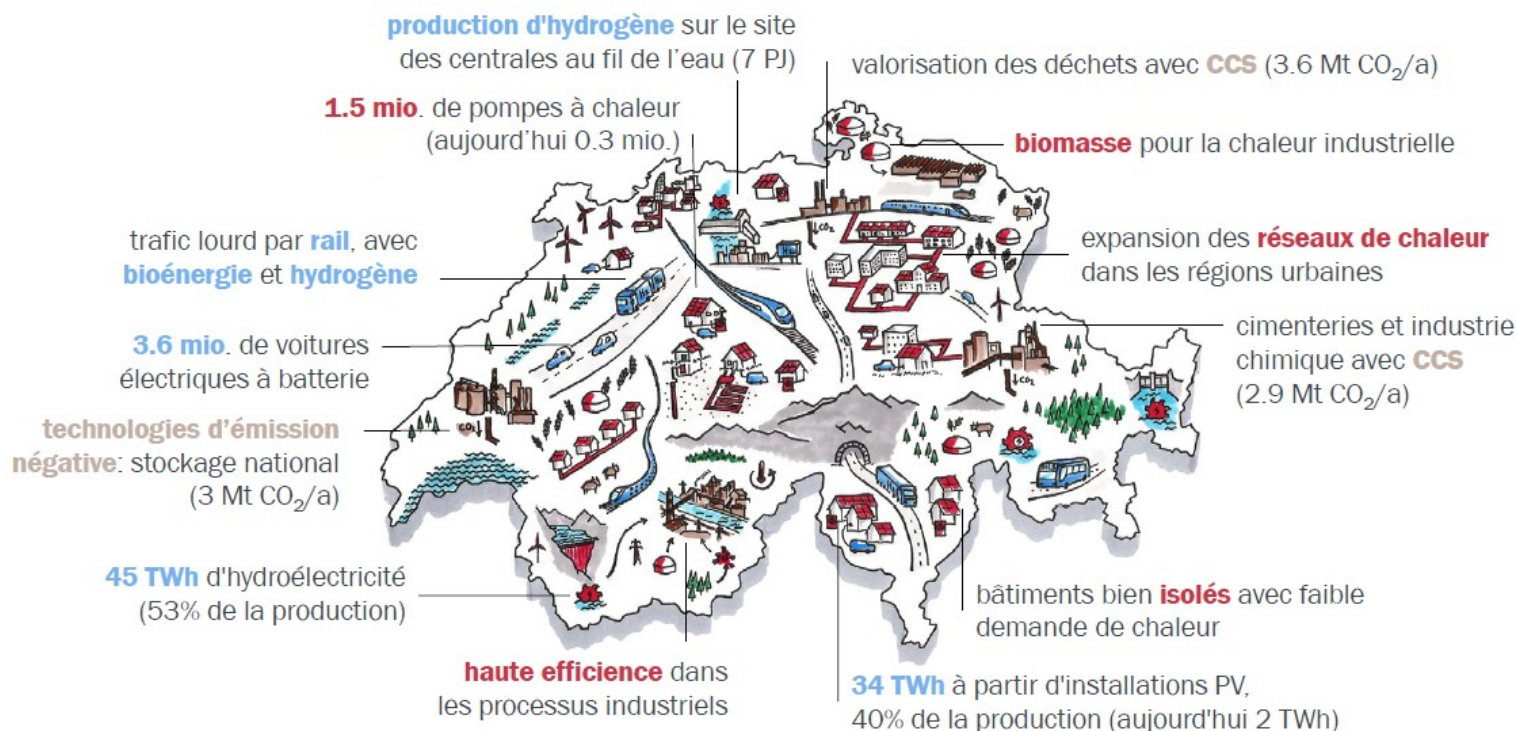 production d'hydrogène sur le site
des centrales au fil de l’eau (7 PJ)
valorisation des déchets avec CCS (3.6 Mt CO₂/a)
1.5 mio. de pompes à chaleur
(aujourd’hui 0.3 mio.)
biomasse pour la chaleur industrielle
trafic lourd par rail, avec
bioénergie et hydrogène
expansion des réseaux de chaleur
dans les régions urbaines
3.6 mio. de voitures
électriques à batterie
cimenteries et industrie
chimique avec CCS
(2.9 Mt CO₂/a)
technologies d’émission
négative: stockage national
(3 Mt CO₂/a)
45 TWh d'hydroélectricité
(53% de la production)
bâtiments bien isolés avec faible
demande de chaleur
haute efficience dans
les processus industriels
34 TWh à partir d'installations PV,
40% de la production (aujourd'hui 2 TWh)
CO₂
CO₂
CO₂